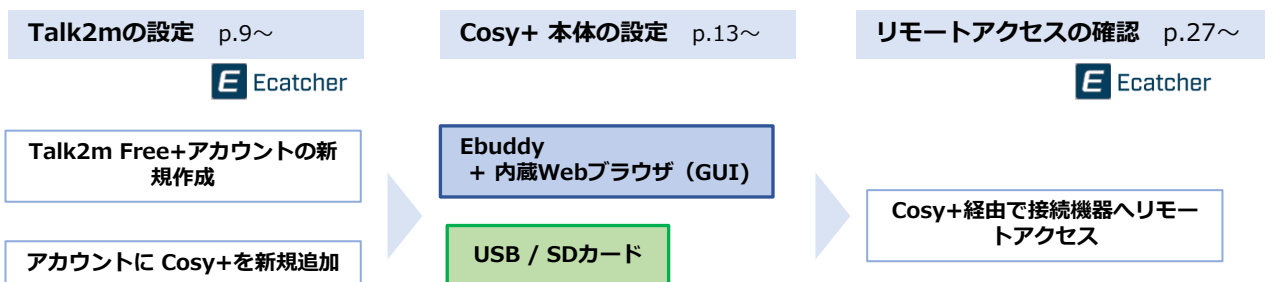 Talk2mの設定 p.9～
Ecatcher
Talk2m Free+アカウントの新
規作成
アカウントに Cosy+を新規追加
Cosy+ 本体の設定 p.13～
Ebuddy
+ 内蔵Webブラウザ（GUI)
USB / SDカード
リモートアクセスの確認 p.27～
Ecatcher
Cosy+経由で接続機器へリモー
トアクセス